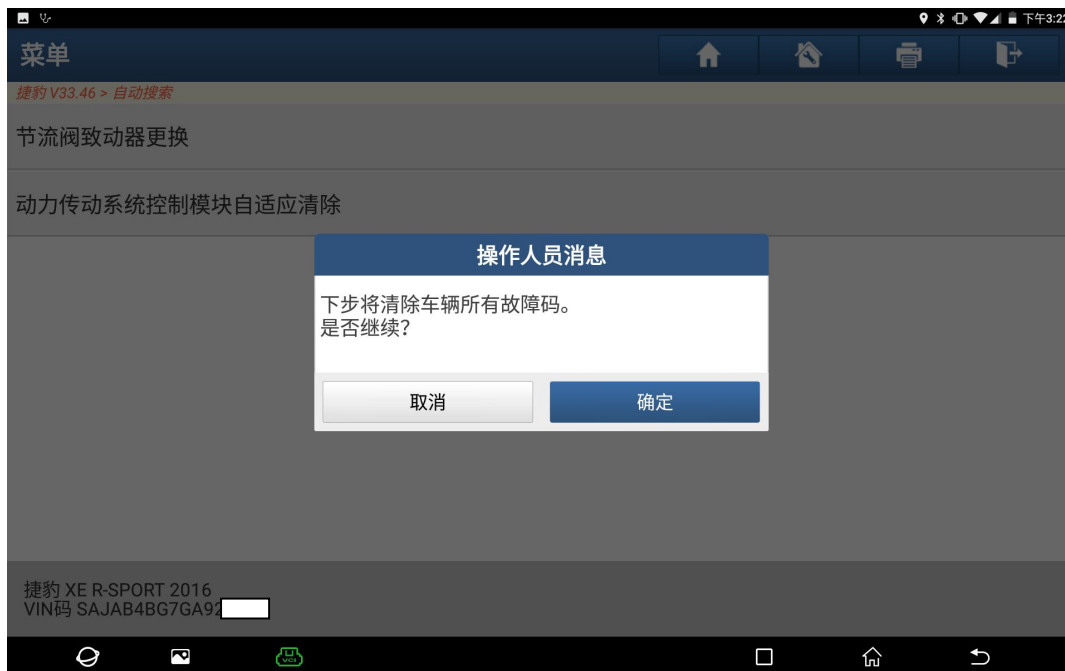 下午3:22
菜单
捷豹 V33.46 > 自动搜索
节流阀致动器更换
动力传动系统控制模块自适应清除
操作人员消息
下步将清除车辆所有故障码。
是否继续?
取消
确定
捷豹 XE R-SPORT 2016
VIN码 SAJAB4BG7GA92
VCI